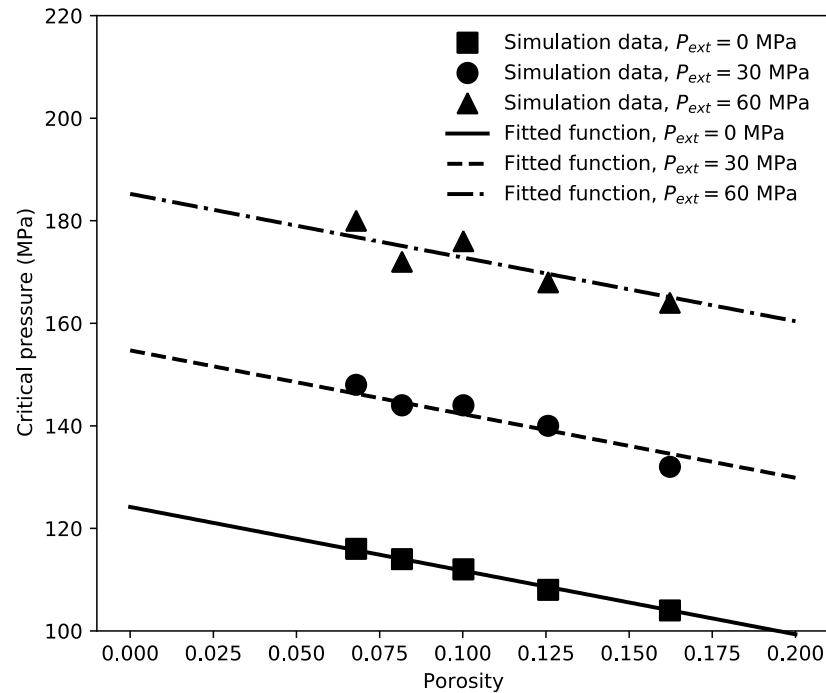 220
200
180
160
140
120
100
Critical pressure (MPa)
Simulation data, P_ext = 0 MPa
Simulation data, P_ext = 30 MPa
Simulation data, P_ext = 60 MPa
Fitted function, P_ext = 0 MPa
Fitted function, P_ext = 30 MPa
Fitted function, P_ext = 60 MPa
0.000 0.025 0.050 0.075 0.100 0.125 0.150 0.175 0.200
Porosity